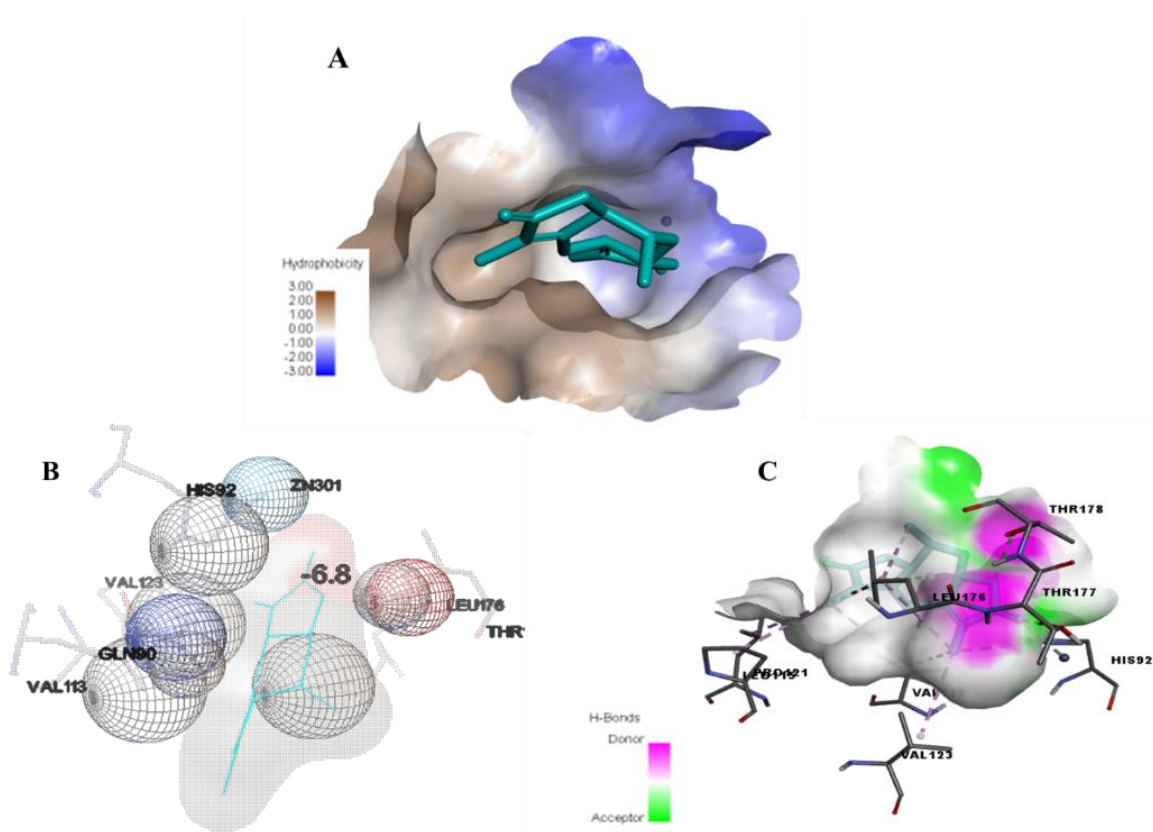 A
Hydrophobicity
3.00
2.00
1.00
0.00
-1.00
-2.00
-3.00
B
HIS92
ZN301
-6.8
VAL123
LEU176
GLN90
VAL113
C
THR178
THR177
LEU176
HIS92
VAL123
H-Bonds
Donor
Acceptor